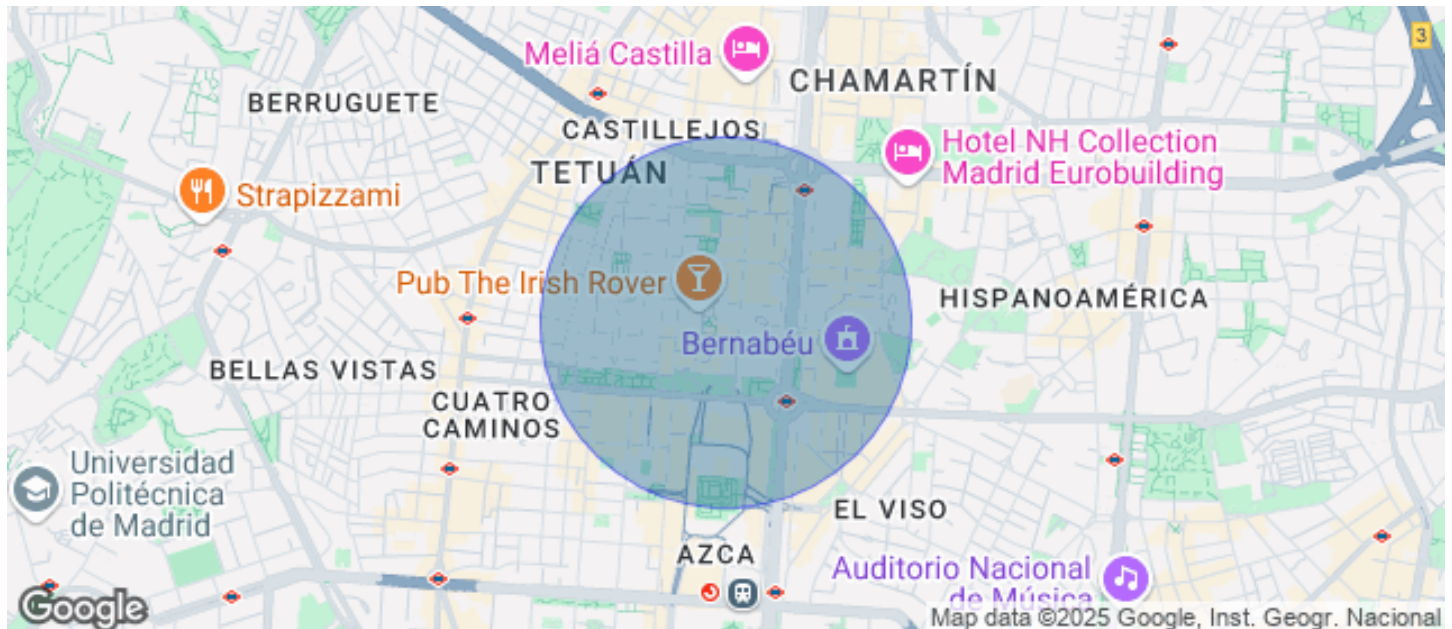 Meliá Castilla
3
CHAMARTÍN
BERRUGUETE
CASTILLEJOS
Hotel NH Collection
Madrid Eurobuilding
TETUÁN
Strapizzami
Pub The Irish Rover
HISPANOAMÉRICA
Bernabéu
BELLAS VISTAS
CUATRO
CAMINOS
Universidad
Politécnica
de Madrid
EL VISO
AZCA
Auditorio Nacional
de Música
Google
Map data ©2025 Google, Inst. Geogr. Nacional